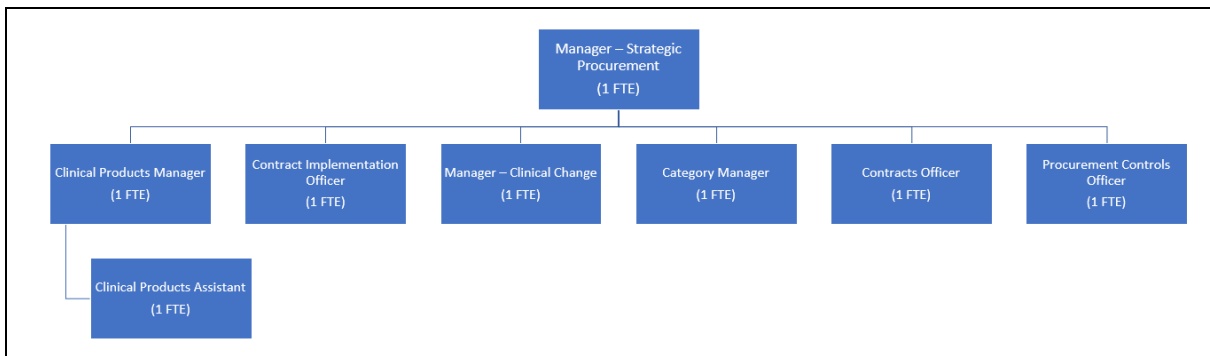 Manager – Strategic
Procurement
(1 FTE)
Clinical Products Manager
(1 FTE)
Contract Implementation
Officer
(1 FTE)
Manager – Clinical Change
(1 FTE)
Category Manager
(1 FTE)
Contracts Officer
(1 FTE)
Procurement Controls
Officer
(1 FTE)
Clinical Products Assistant
(1 FTE)